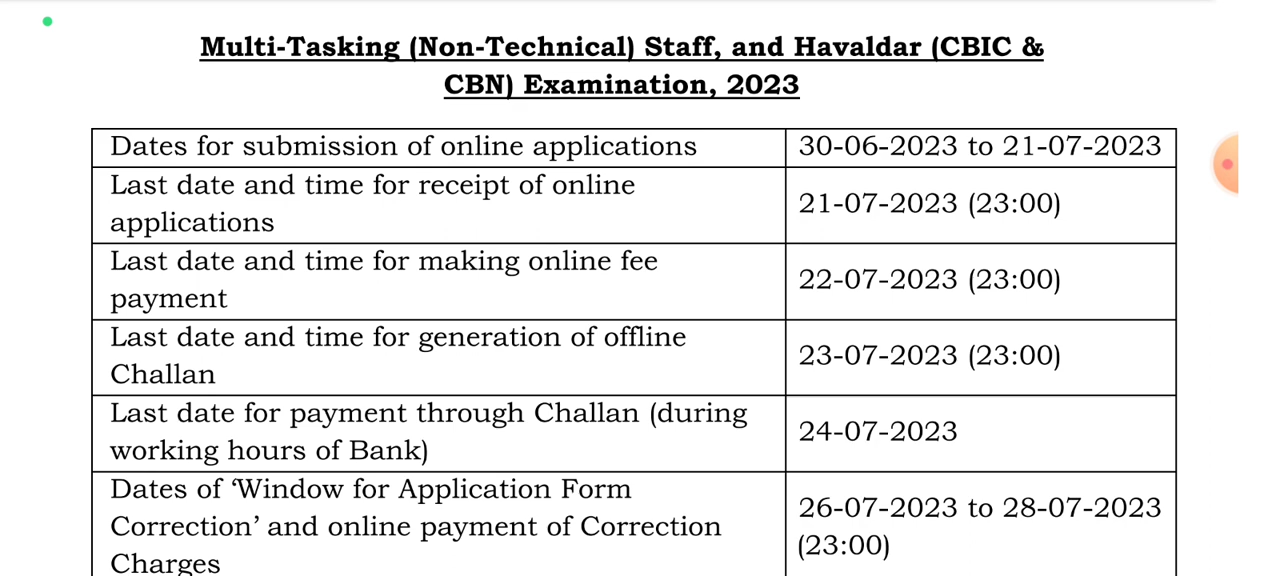 Multi-Tasking (Non-Technical) Staff, and Havaldar (CBIC &
CBN) Examination, 2023
Dates for submission of online applications
30-06-2023 to 21-07-2023
Last date and time for receipt of online
applications
21-07-2023 (23:00)
Last date and time for making online fee
payment
22-07-2023 (23:00)
Last date and time for generation of offline
Challan
23-07-2023 (23:00)
Last date for payment through Challan (during
working hours of Bank)
24-07-2023
Dates of ‘Window for Application Form
Correction’ and online payment of Correction
Charges
26-07-2023 to 28-07-2023
(23:00)